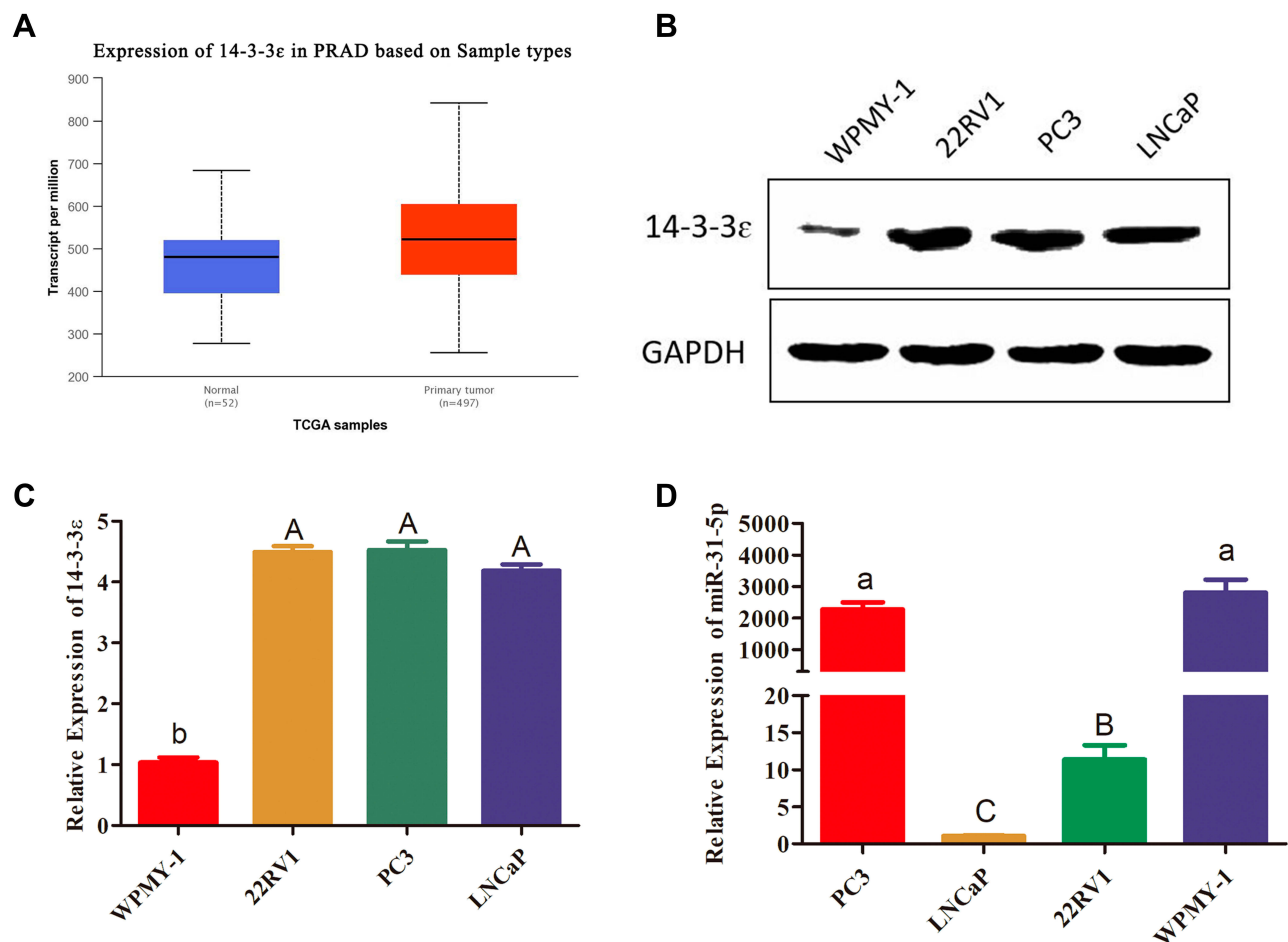 A
Expression of 14-3-3ε in PRAD based on Sample types
Transcript per million
900
800
700
600
500
400
300
200
Normal
(n=52)
Primary tumor
(n=497)
TCGA samples
B
WPMY-1
22RV1
PC3
LNCaP
14-3-3ε
GAPDH
C
Relative Expression of 14-3-3ε
5
4
3
2
1
0
b
A
A
A
WPMY-1
22RV1
PC3
LNCaP
D
Relative Expression of miR-31-5p
5000
4000
3000
2000
1000
20
15
10
5
0
a
C
B
a
PC3
LNCaP
22RV1
WPMY-1